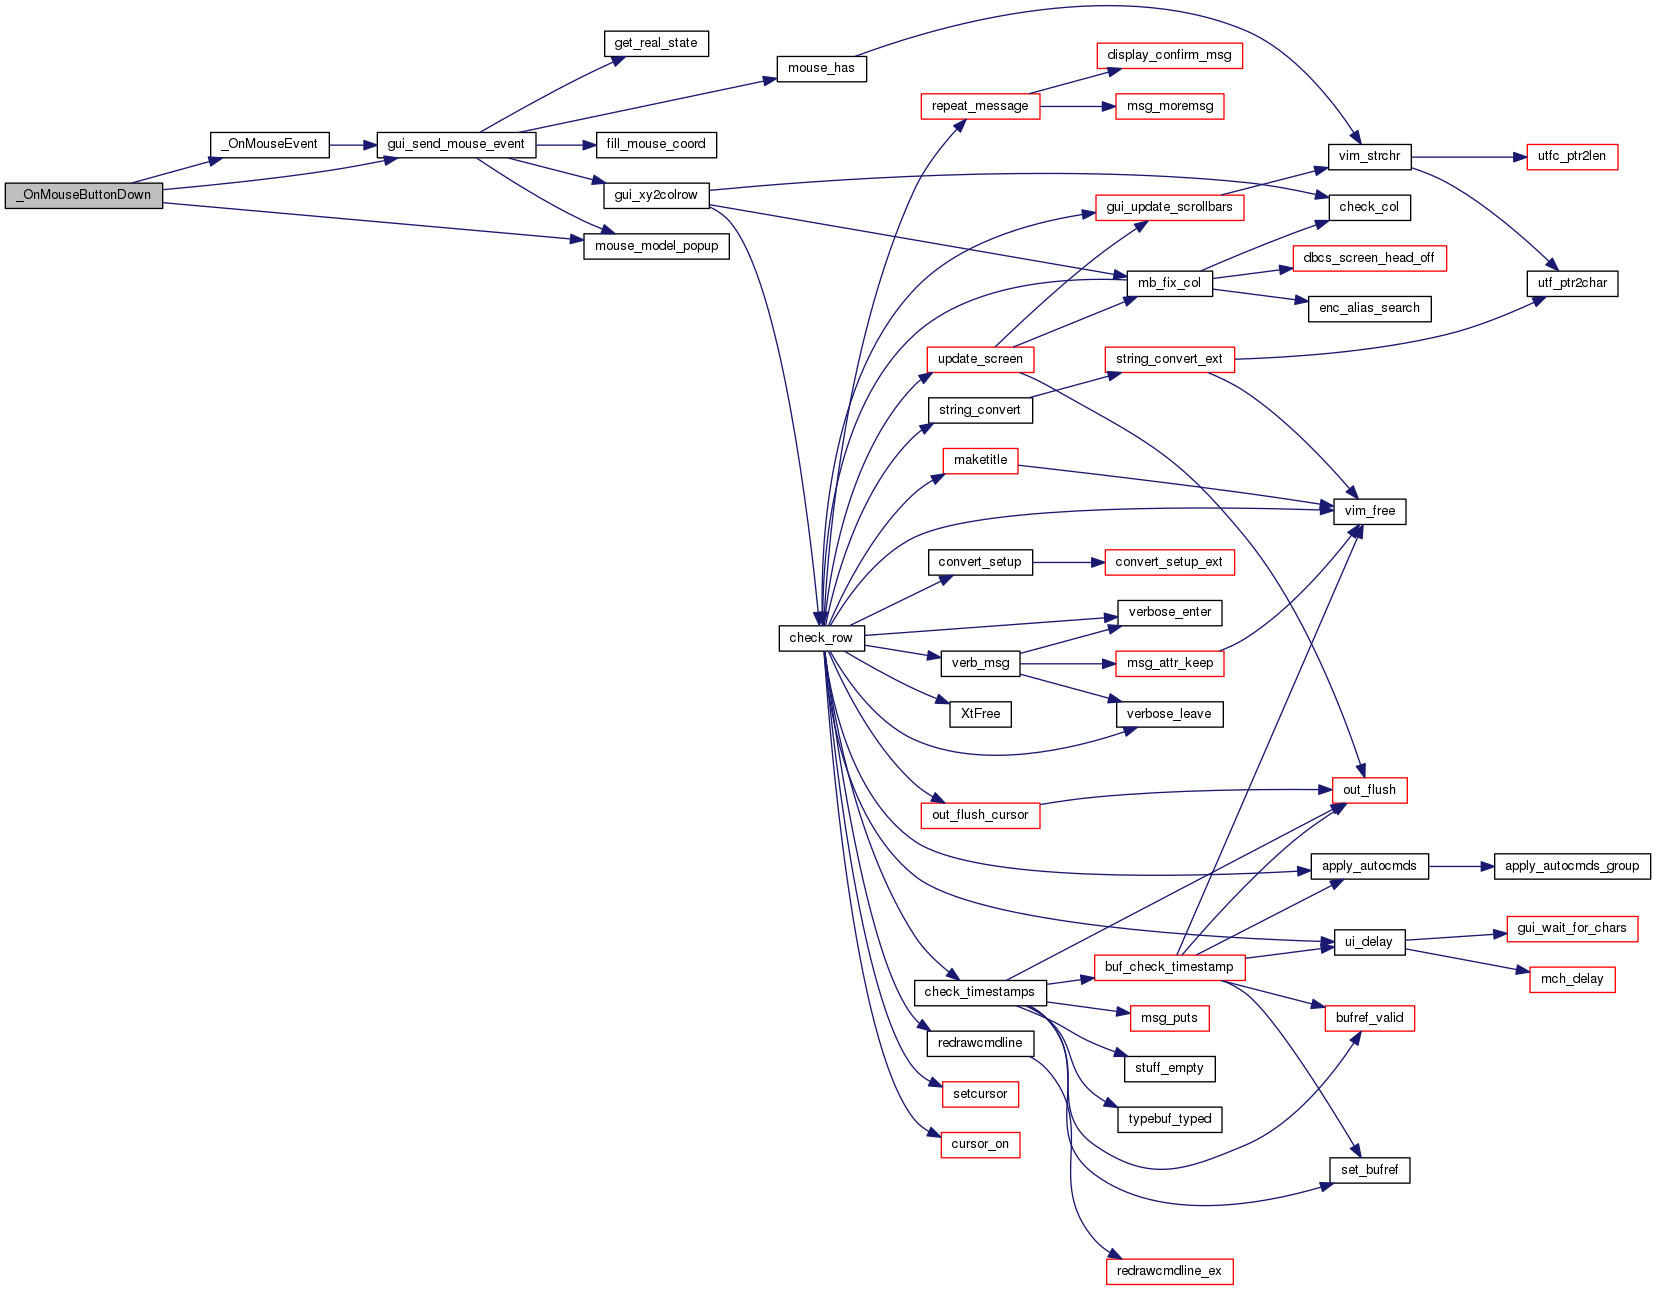 _OnMouseButtonDown
_OnMouseEvent
gui_send_mouse_event
get_real_state
mouse_has
fill_mouse_coord
gui_xy2colrow
mouse_model_popup
check_row
repeat_message
display_confirm_msg
msg_moremsg
gui_update_scrollbars
mb_fix_col
update_screen
string_convert
string_convert_ext
maketitle
convert_setup
convert_setup_ext
verbose_enter
verb_msg
msg_attr_keep
XtFree
verbose_leave
out_flush_cursor
check_timestamps
buf_check_timestamp
msg_puts
redrawcmdline
stuff_empty
setcursor
typebuf_typed
cursor_on
redrawcmdline_ex
vim_strchr
check_col
dbcs_screen_head_off
enc_alias_search
vim_free
out_flush
apply_autocmds
ui_delay
bufref_valid
set_bufref
utfc_ptr2len
utf_ptr2char
apply_autocmds_group
gui_wait_for_chars
mch_delay